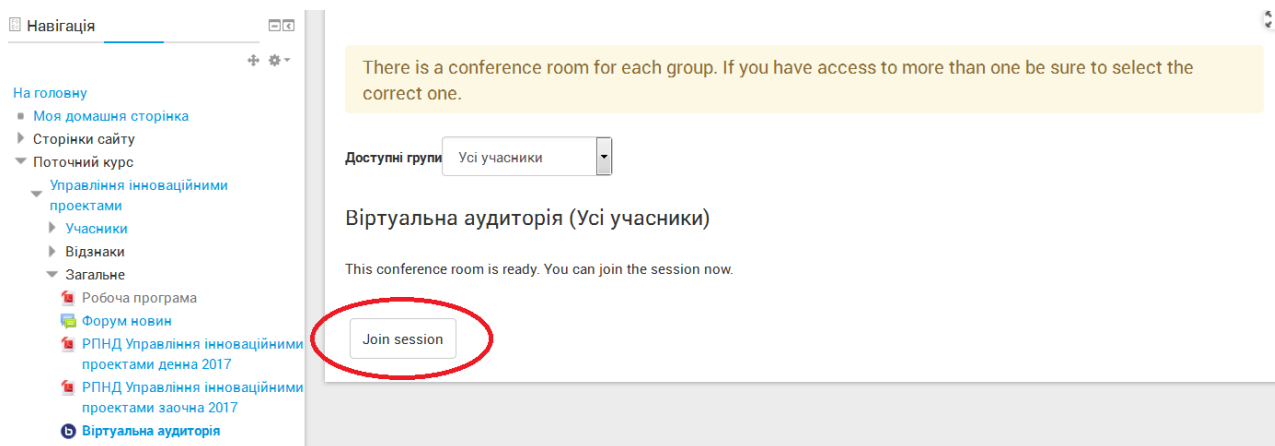 Навігація
На головну
Моя домашня сторінка
Сторінки сайту
Поточний курс
Управління інноваційними
проектами
Учасники
Відзнаки
Загальне
Робоча програма
Форум новин
РПНД Управління інноваційними
проектами денна 2017
РПНД Управління інноваційними
проектами заочна 2017
Віртуальна аудиторія
There is a conference room for each group. If you have access to more than one be sure to select the
correct one.
Доступні групи Усі учасники
Віртуальна аудиторія (Усі учасники)
This conference room is ready. You can join the session now.
Join session